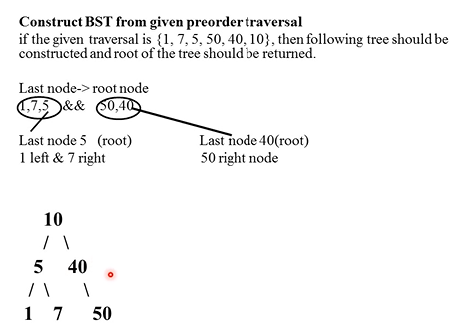 Construct BST from given preorder traversal
if the given traversal is {1, 7, 5, 50, 40, 10}, then following tree should be
constructed and root of the tree should be returned.
Last node-> root node
1,7,5 && 50,40
Last node 5 (root) Last node 40(root)
1 left & 7 right 50 right node
10
/ \
5 40
/ \ \
1 7 50